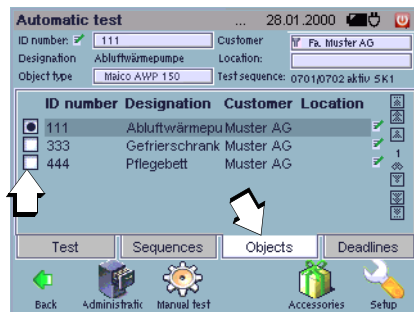 Automatic test ... 28.01.2000
ID number: 111 Customer Fa. Muster AG
Designation Abluftwärmepumpe Location:
Object type Maico AWP 150 Test sequence: 0701/0702 aktiv SK1
ID number Designation Customer Location
111 Abluftwärmepu Muster AG
333 Gefrierschrank Muster AG
444 Pflegebett Muster AG
1
Test Sequences Objects Deadlines
Back Administratic Manual test Accessories Setup